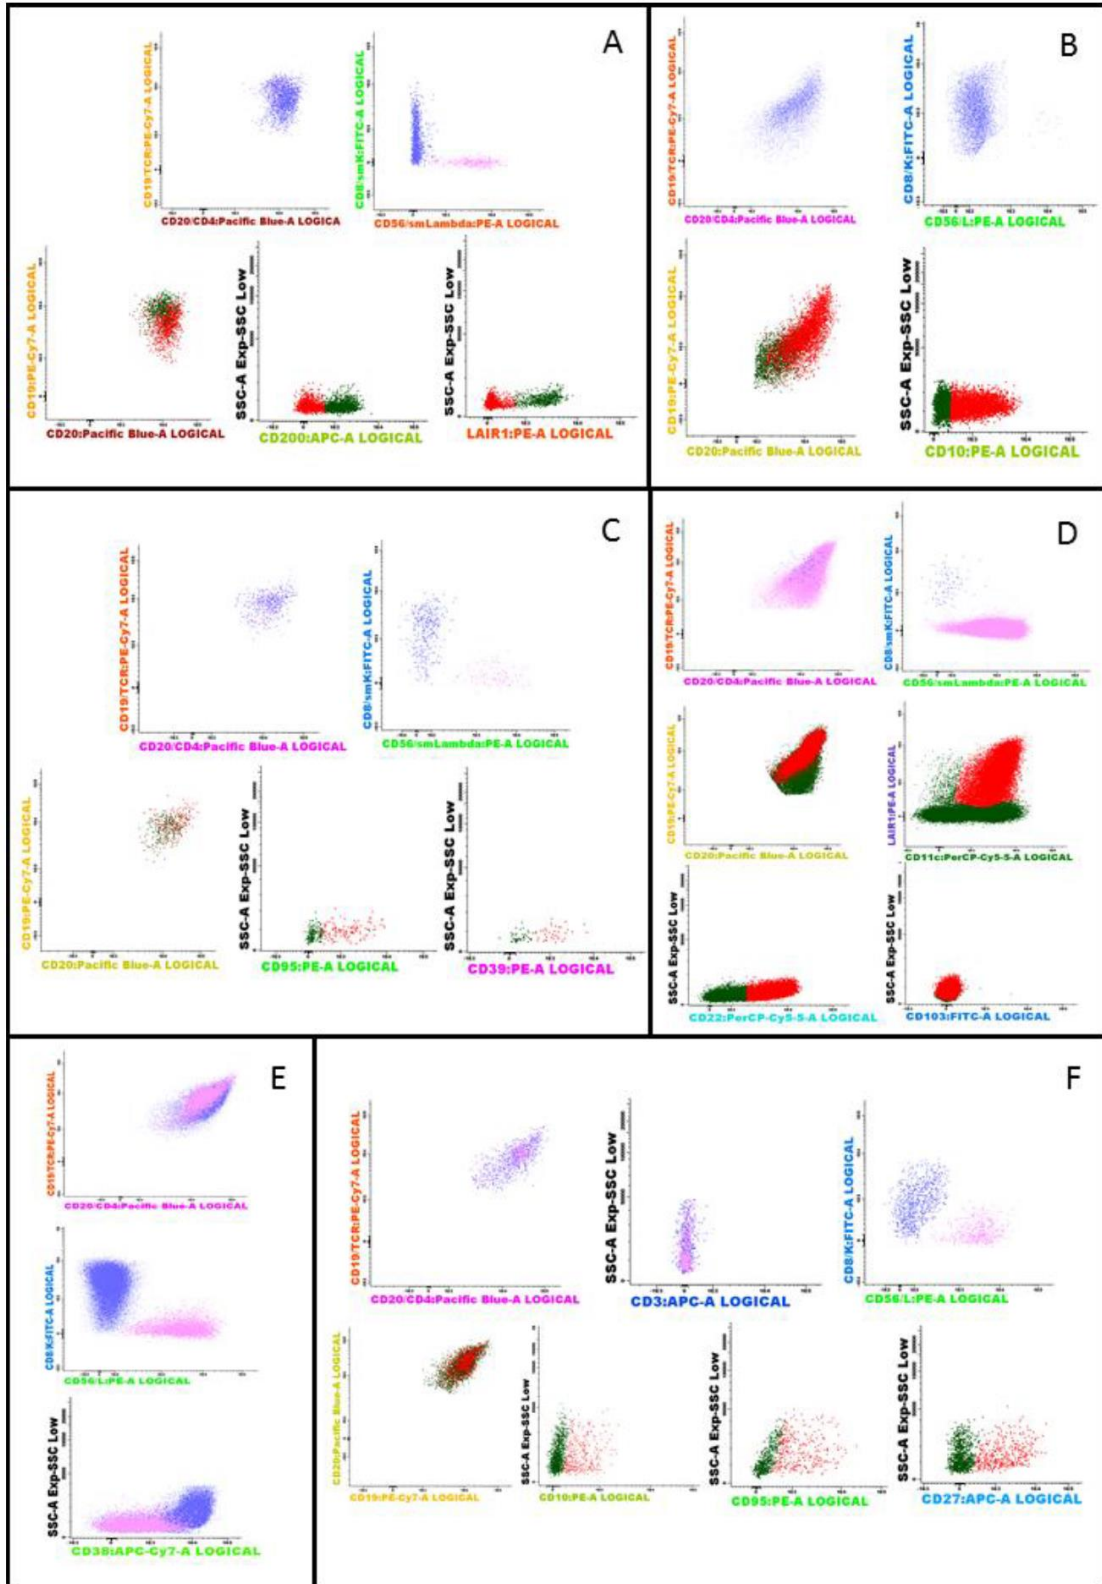 A
CD19/TCR:PE-Cy7-A LOGICAL
CD20/CD4:Pacific Blue-A LOGICA
CD8/smK:FITC-A LOGICAL
CD56/smLambda:PE-A LOGICAL
CD19:PE-Cy7-A LOGICAL
CD20:Pacific Blue-A LOGICAL
SSC-A Exp-SSC Low
CD200:APC-A LOGICAL
SSC-A Exp-SSC Low
LAIR1:PE-A LOGICAL
B
CD19/TCR:PE-Cy7-A LOGICAL
CD20/CD4:Pacific Blue-A LOGICAL
CD8/K:FITC-A LOGICAL
CD56/L:PE-A LOGICAL
CD19:PE-Cy7-A LOGICAL
CD20:Pacific Blue-A LOGICAL
SSC-A Exp-SSC Low
CD10:PE-A LOGICAL
C
CD19/TCR:PE-Cy7-A LOGICAL
CD20/CD4:Pacific Blue-A LOGICAL
CD8/smK:FITC-A LOGICAL
CD56/smLambda:PE-A LOGICAL
CD19:PE-Cy7-A LOGICAL
CD20:Pacific Blue-A LOGICAL
SSC-A Exp-SSC Low
CD95:PE-A LOGICAL
SSC-A Exp-SSC Low
CD39:PE-A LOGICAL
D
CD19/TCR:PE-Cy7-A LOGICAL
CD20/CD4:Pacific Blue-A LOGICAL
CD8/smK:FITC-A LOGICAL
CD56/smLambda:PE-A LOGICAL
CD19:PE-Cy7-A LOGICAL
CD20:Pacific Blue-A LOGICAL
LAIR1:PE-A LOGICAL
CD11c:PerCP-Cy5-5-A LOGICAL
SSC-A Exp-SSC Low
CD22:PerCP-Cy5-5-A LOGICAL
SSC-A Exp-SSC Low
CD103:FITC-A LOGICAL
E
CD19/TCR:PE-Cy7-A LOGICAL
CD20/CD4:Pacific Blue-A LOGICAL
CD8/K:FITC-A LOGICAL
CD56/L:PE-A LOGICAL
SSC-A Exp-SSC Low
CD38:APC-Cy7-A LOGICAL
F
CD19/TCR:PE-Cy7-A LOGICAL
CD20/CD4:Pacific Blue-A LOGICAL
SSC-A Exp-SSC Low
CD3:APC-A LOGICAL
CD8/K:FITC-A LOGICAL
CD56/L:PE-A LOGICAL
CD20:Pacific Blue-A LOGICAL
CD19:PE-Cy7-A LOGICAL
SSC-A Exp-SSC Low
CD10:PE-A LOGICAL
SSC-A Exp-SSC Low
CD95:PE-A LOGICAL
SSC-A Exp-SSC Low
CD27:APC-A LOGICAL